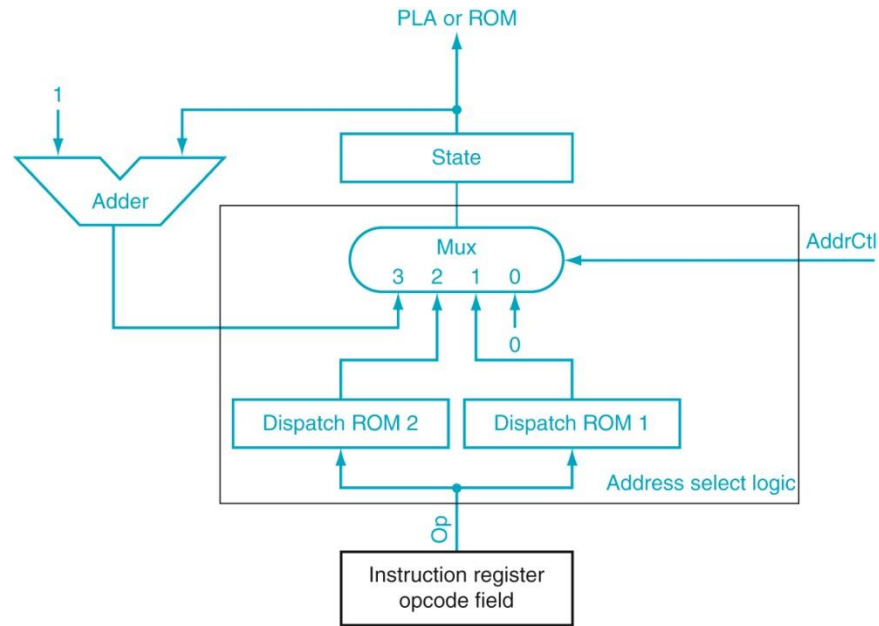 PLA or ROM
1
State
Adder
Mux
AddrCtl
3 2 1 0
0
Dispatch ROM 2
Dispatch ROM 1
Address select logic
Op
Instruction register
opcode field